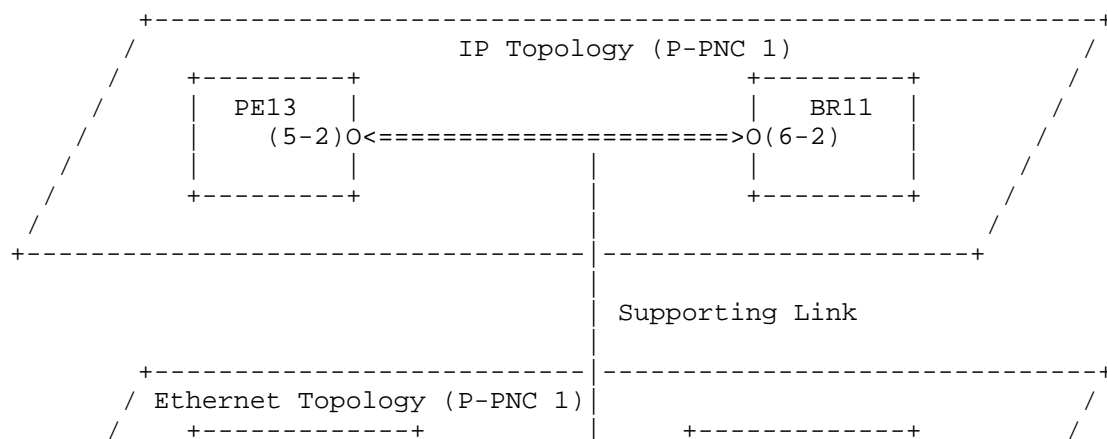 IP Topology (P-PNC 1)
PE13 BR11
(5-2)O<======================>O(6-2)
Supporting Link
Ethernet Topology (P-PNC 1)